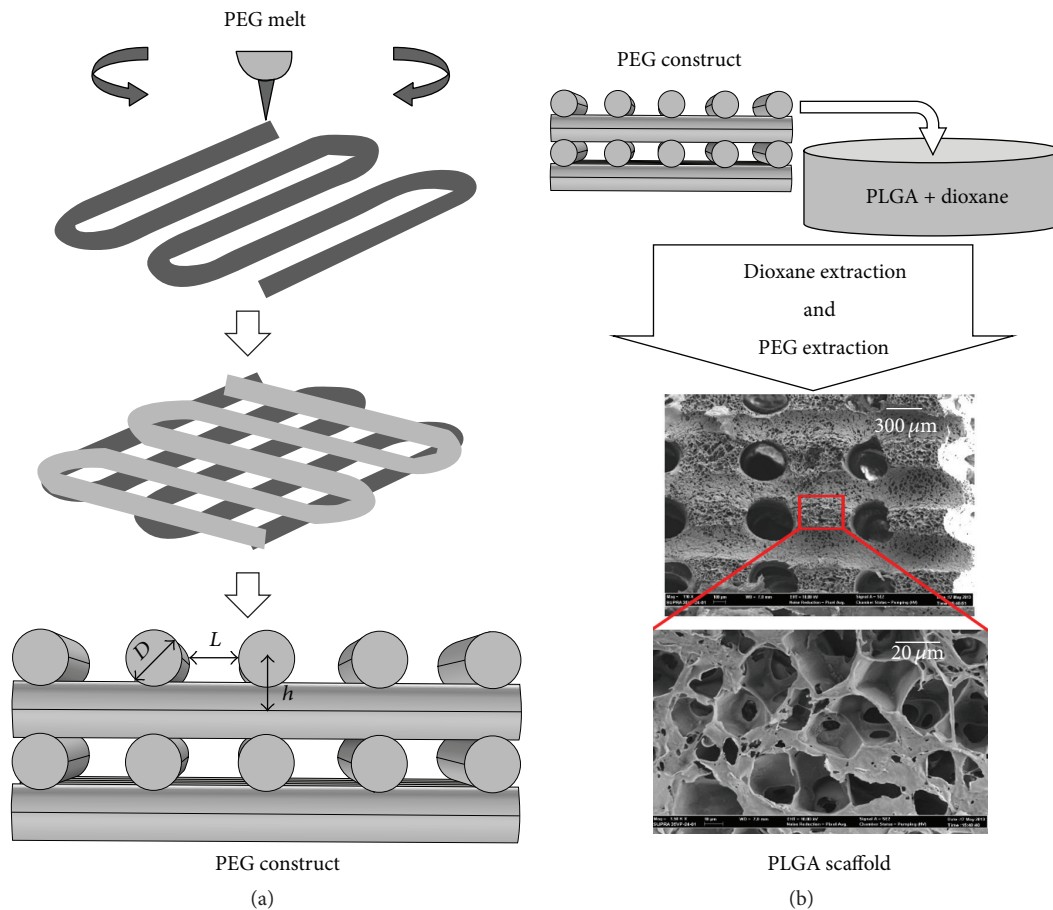 PEG melt
D
L
h
PEG construct
(a)
PEG construct
PLGA + dioxane
Dioxane extraction
and
PEG extraction
300 μm
20 μm
PLGA scaffold
(b)